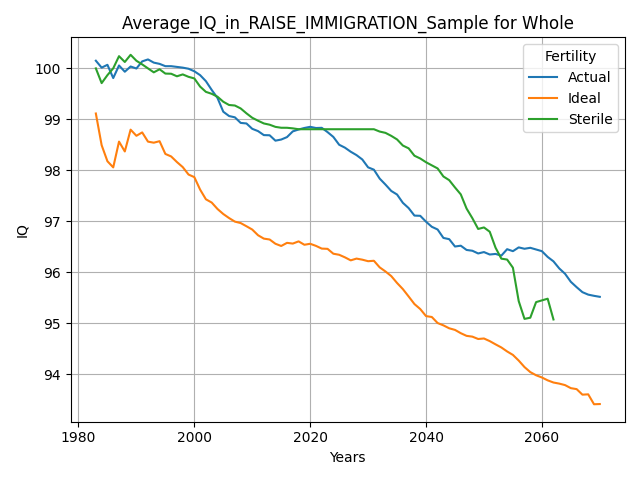 Average_IQ_in_RAISE_IMMIGRATION_Sample for Whole
Fertility
Actual
Ideal
Sterile
IQ
100
99
98
97
96
95
94
1980
2000
2020
2040
2060
Years